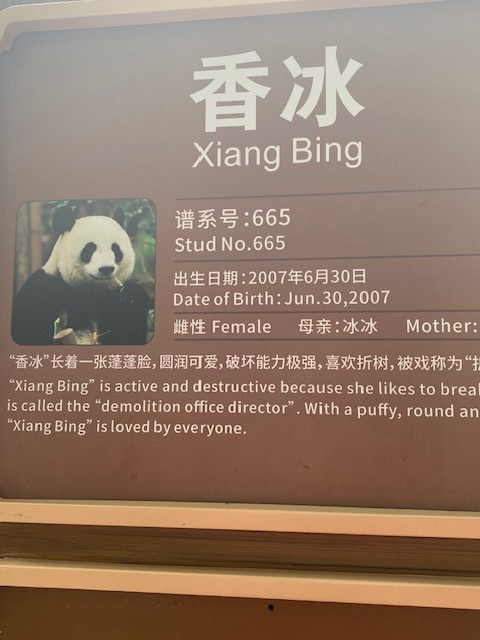 香冰
Xiang Bing
谱系号:665
Stud No.665
出生日期:2007年6月30日
Date of Birth: Jun.30,2007
雌性 Female 母亲:冰冰 Mother:
“香冰”长着一张蓬蓬脸,圆润可爱,破坏能力极强,喜欢折树,被戏称为“
“Xiang Bing” is active and destructive because she likes to brea
is called the “demolition office director”. With a puffy, round an
“Xiang Bing” is loved by everyone.